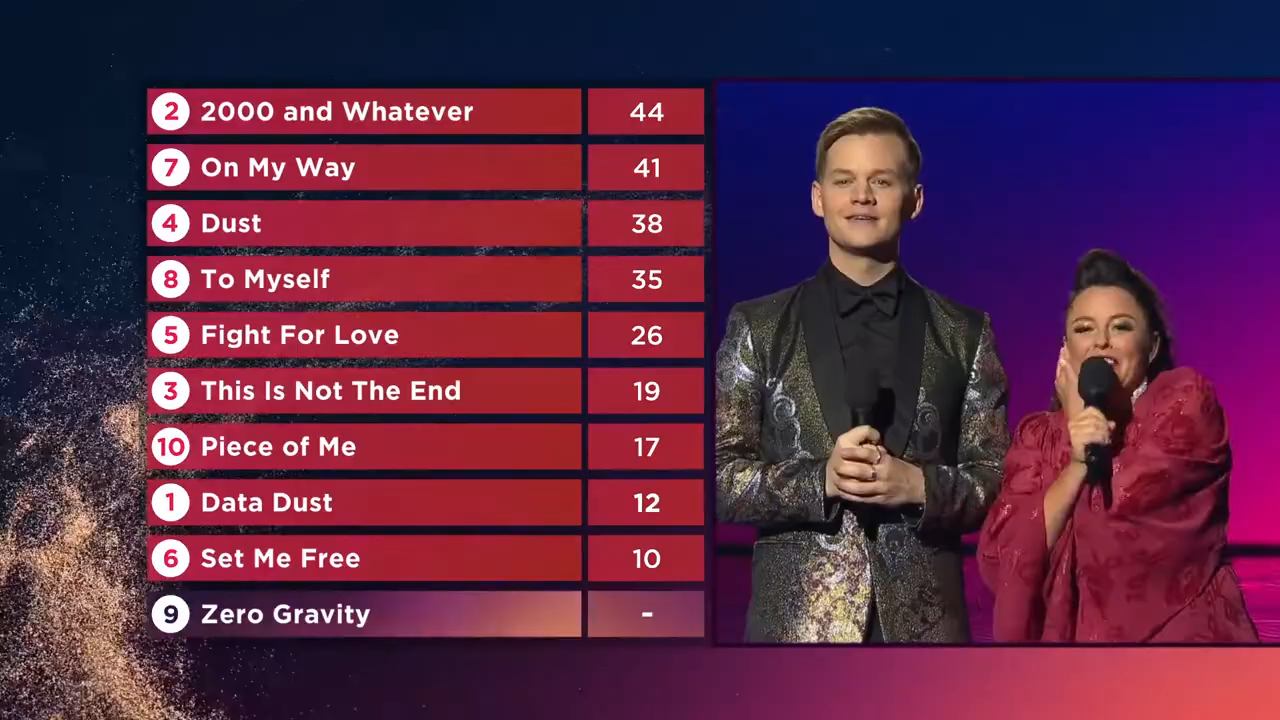 2 2000 and Whatever 44
7 On My Way 41
4 Dust 38
8 To Myself 35
5 Fight For Love 26
3 This Is Not The End 19
10 Piece of Me 17
1 Data Dust 12
6 Set Me Free 10
9 Zero Gravity -